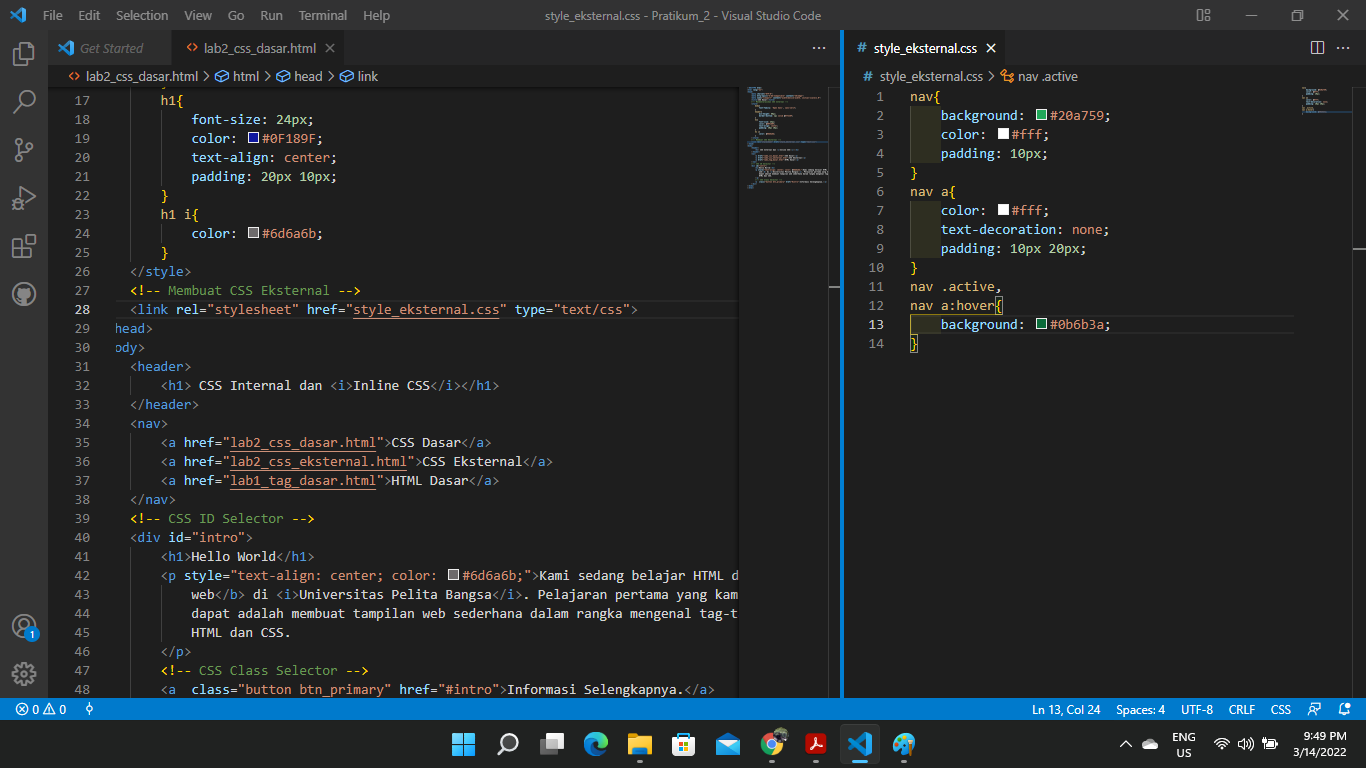 File Edit Selection View Go Run Terminal Help style_eksternal.css - Pratikum_2 - Visual Studio Code
Get Started lab2_css_dasar.html
lab2_css_dasar.html > html > head > link
17 h1{
18 font-size: 24px;
19 color: #0F189F;
20 text-align: center;
21 padding: 20px 10px;
22 }
23 h1 i{
24 color: #6d6a6b;
25 }
26 </style>
27 <!-- Membuat CSS Eksternal -->
28 <link rel="stylesheet" href="style_eksternal.css" type="text/css">
29 head>
30 ody>
31 <header>
32 <h1> CSS Internal dan <i>Inline CSS</i></h1>
33 </header>
34 <nav>
35 <a href="lab2_css_dasar.html">CSS Dasar</a>
36 <a href="lab2_css_eksternal.html">CSS Eksternal</a>
37 <a href="lab1_tag_dasar.html">HTML Dasar</a>
38 </nav>
39 <!-- CSS ID Selector -->
40 <div id="intro">
41 <h1>Hello World</h1>
42 <p style="text-align: center; color: #6d6a6b;">Kami sedang belajar HTML d
43 web</b> di <i>Universitas Pelita Bangsa</i>. Pelajaran pertama yang kam
44 dapat adalah membuat tampilan web sederhana dalam rangka mengenal tag-t
45 HTML dan CSS.
46 </p>
47 <!-- CSS Class Selector -->
48 <a class="button btn_primary" href="#intro">Informasi Selengkapnya.</a>
# style_eksternal.css
# style_eksternal.css > nav .active
1 nav{
2 background: #20a759;
3 color: #fff;
4 padding: 10px;
5 }
6 nav a{
7 color: #fff;
8 text-decoration: none;
9 padding: 10px 20px;
10 }
11 nav .active,
12 nav a:hover{
13 background: #0b6b3a;
14 }
1
0 0 Ln 13, Col 24 Spaces: 4 UTF-8 CRLF CSS
ENG
US
9:49 PM
3/14/2022